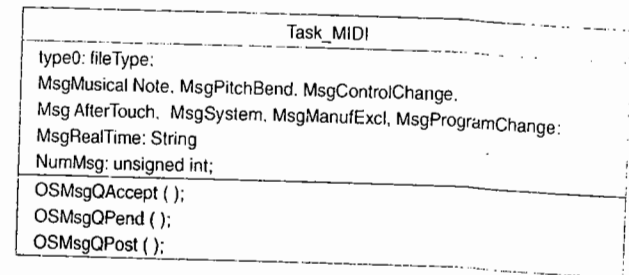 Task_MIDI
type0: fileType;
MsgMusical Note. MsgPitchBend. MsgControlChange.
Msg AfterTouch, MsgSystem, MsgManufExcl, MsgProgramChange:
MsgRealTime: String
NumMsg: unsigned int;
OSMsgQAccept ( );
OSMsgQPend ( );
OSMsgQPost ( );